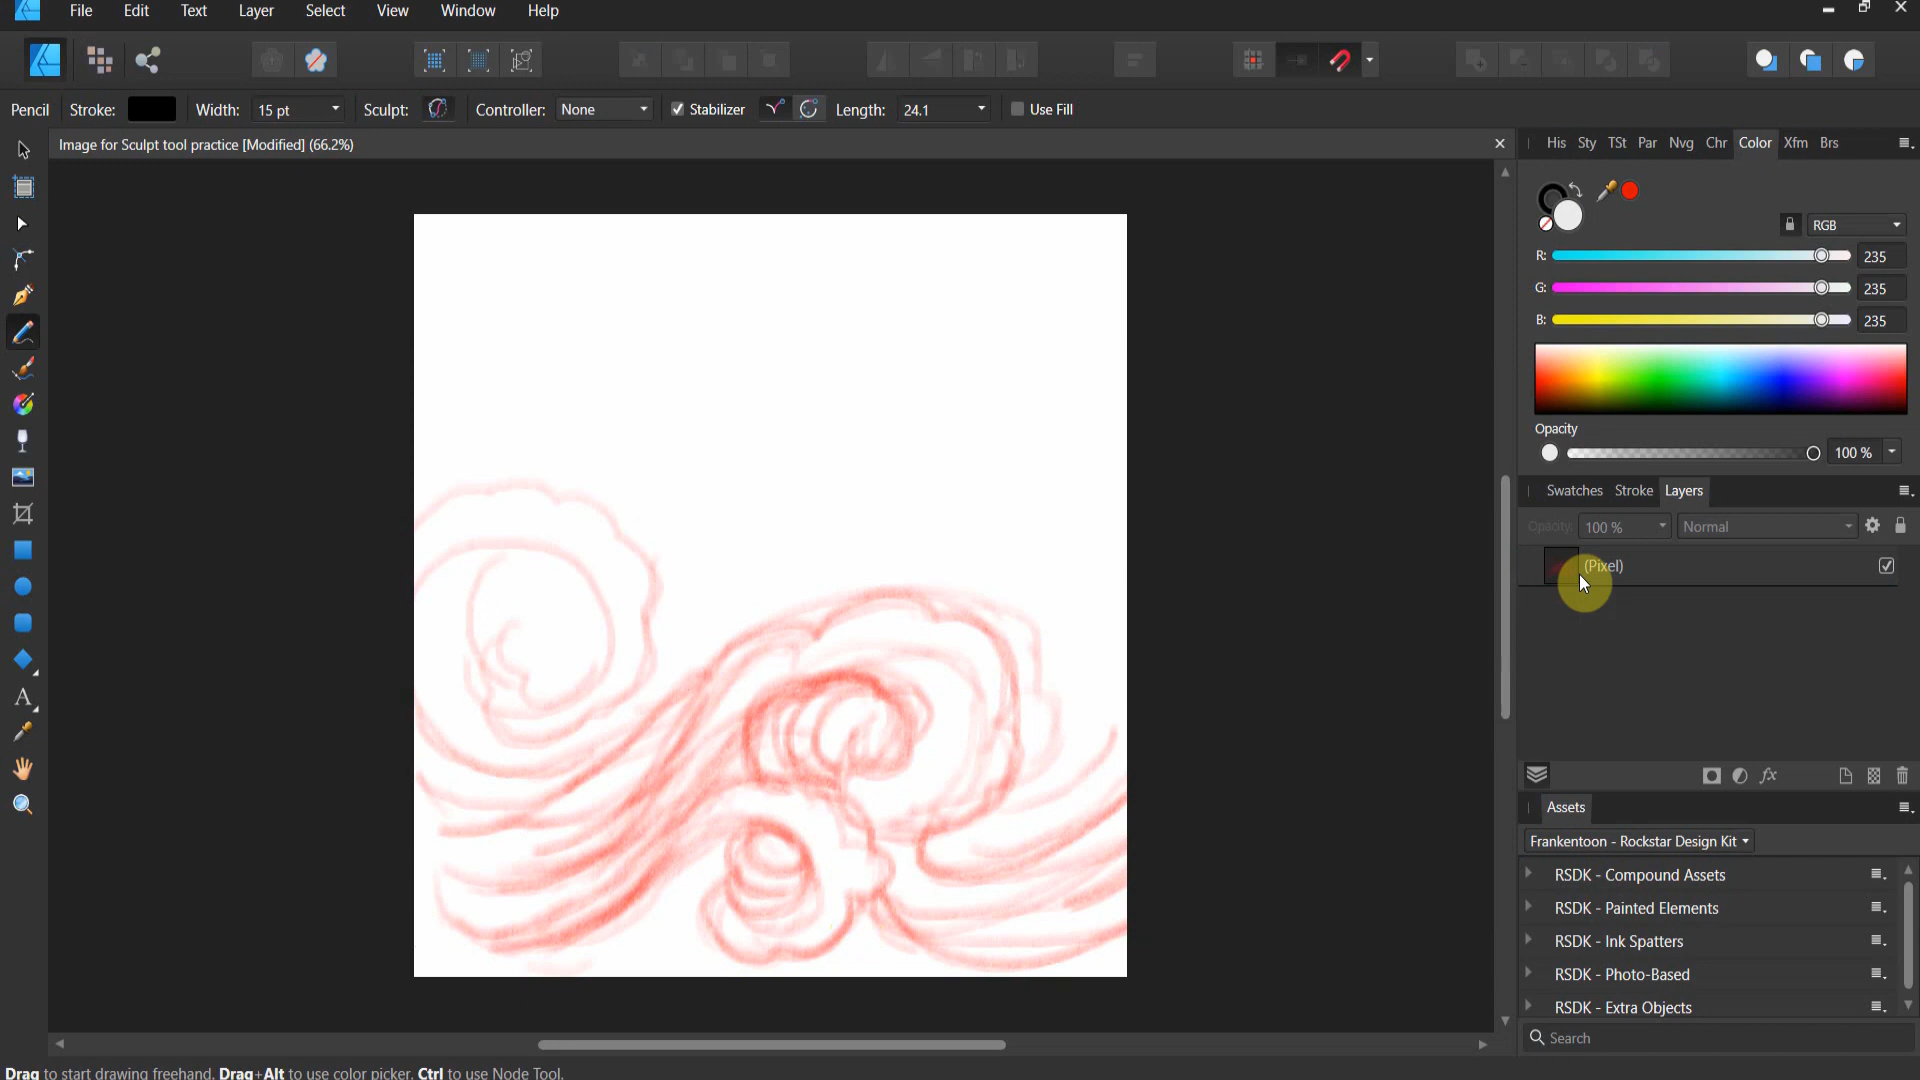 File Edit Text Layer Select View Window Help
Pencil Stroke: Width: 15 pt Sculpt: Controller: None Stabilizer Length: 24.1 Use Fill
Image for Sculpt tool practice [Modified] (66.2%)
His Sty TSt Par Nvg Chr Color Xfm Brs
RGB
R: 235
G: 235
B: 235
Opacity
100 %
Swatches Stroke Layers
Opacity: 100 % Normal
(Pixel)
Assets
Frankentoon - Rockstar Design Kit
RSDK - Compound Assets
RSDK - Painted Elements
RSDK - Ink Spatters
RSDK - Photo-Based
RSDK - Extra Objects
Search
Drag to start drawing freehand. Drag+Alt to use color picker. Ctrl to use Node Tool.